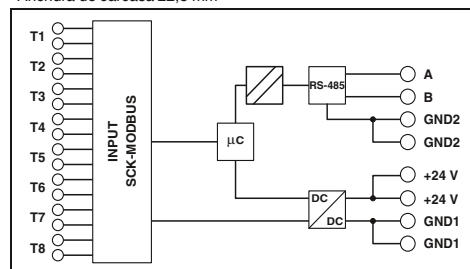 Anchura de carcasa 22,5 mm
T1
T2
T3
T4
T5
T6
T7
T8
INPUT
SCK-MODBUS
µC
RS-485
DC
DC
A
B
GND2
GND2
+24 V
+24 V
GND1
GND1